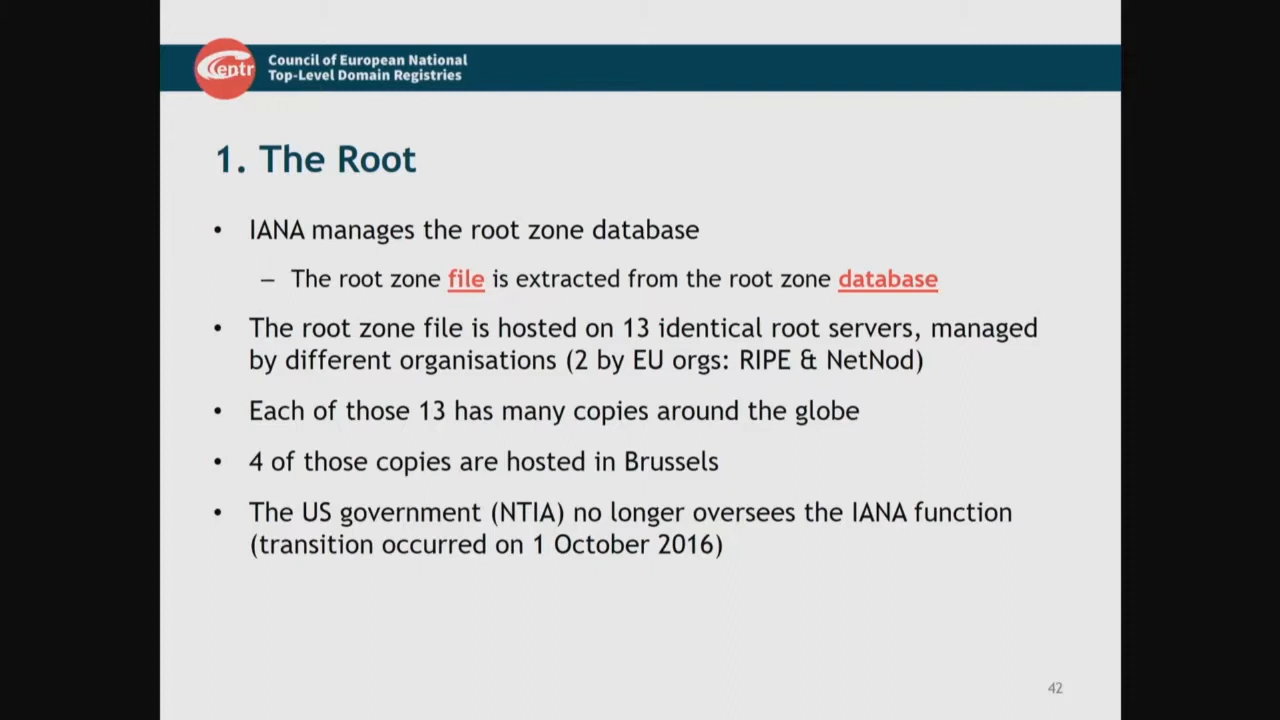 Centr
Council of European National
Top-Level Domain Registries
1. The Root
• IANA manages the root zone database
– The root zone file is extracted from the root zone database
• The root zone file is hosted on 13 identical root servers, managed
by different organisations (2 by EU orgs: RIPE & NetNod)
• Each of those 13 has many copies around the globe
• 4 of those copies are hosted in Brussels
• The US government (NTIA) no longer oversees the IANA function
(transition occurred on 1 October 2016)
42